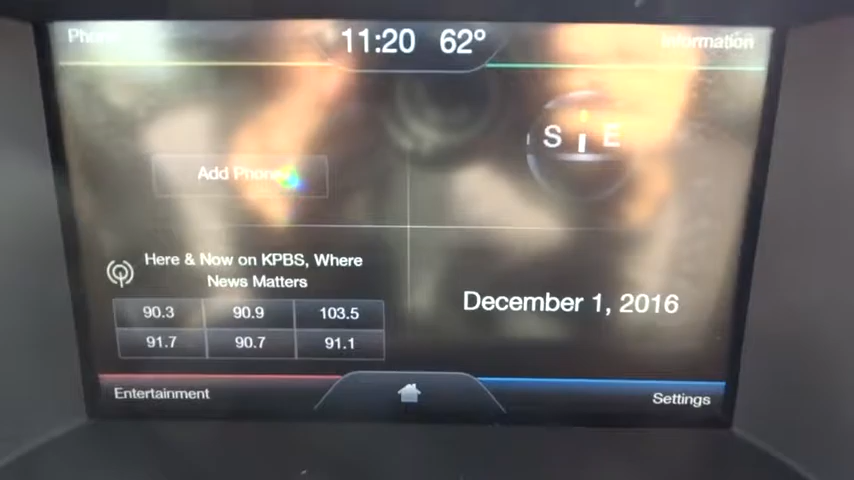 Phone
11:20 62°
Information
S E
Add Phone
Here & Now on KPBS, Where
News Matters
90.3 90.9 103.5
91.7 90.7 91.1
December 1, 2016
Entertainment
Settings